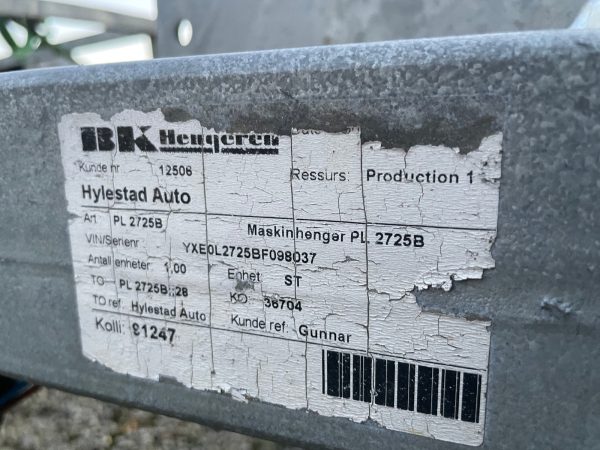 BK Hengeren
Kunde nr 12506 Ressurs: Production 1
Hylestad Auto
Art PL 2725B Maskinhenger PL 2725B
VIN/Serienr YXE0L2725BF098037
Antall enheter 1,00 Enhet ST
TO PL 2725B::28 KO 36704
TO ref: Hylestad Auto Kunde ref: Gunnar
Kolli: 91247